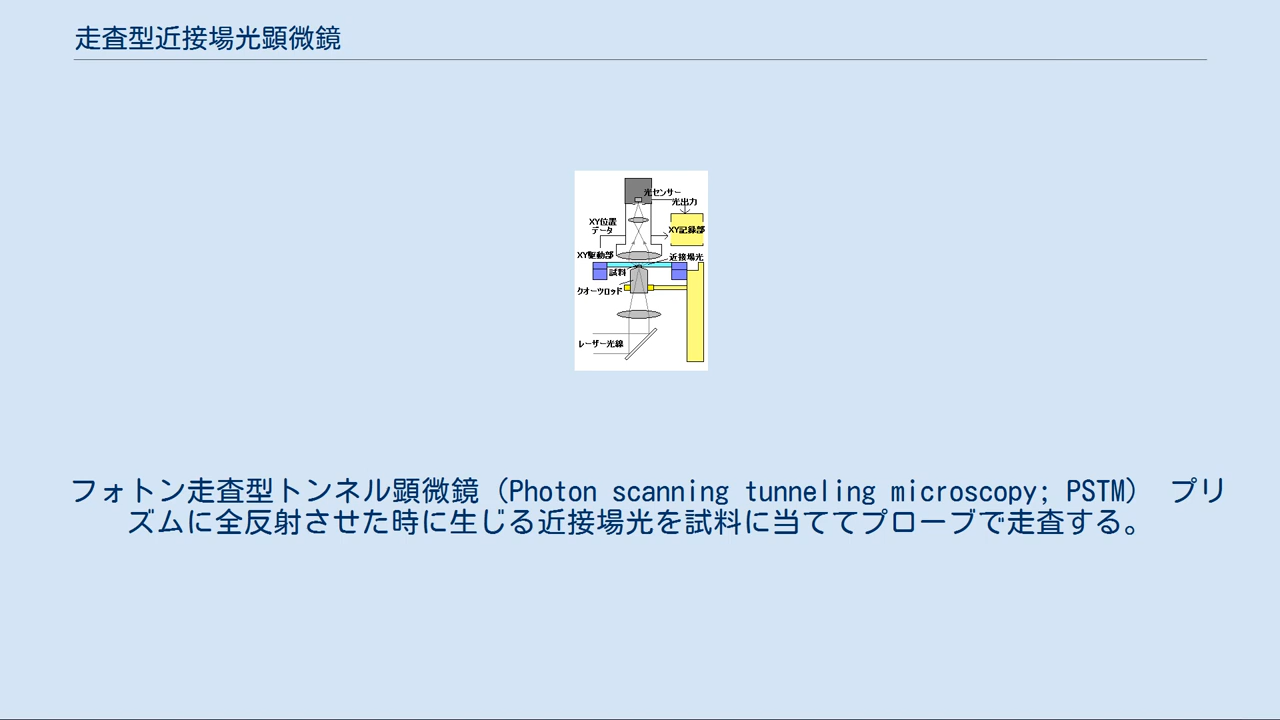 走査型近接場光顕微鏡
光センサー
光出力
XY位置
データ
XY記録部
XY駆動部
近接場光
試料
クオーツロッド
レーザー光線
フォトン走査型トンネル顕微鏡（Photon scanning tunneling microscopy; PSTM） プリ
ズムに全反射させた時に生じる近接場光を試料に当ててプローブで走査する。